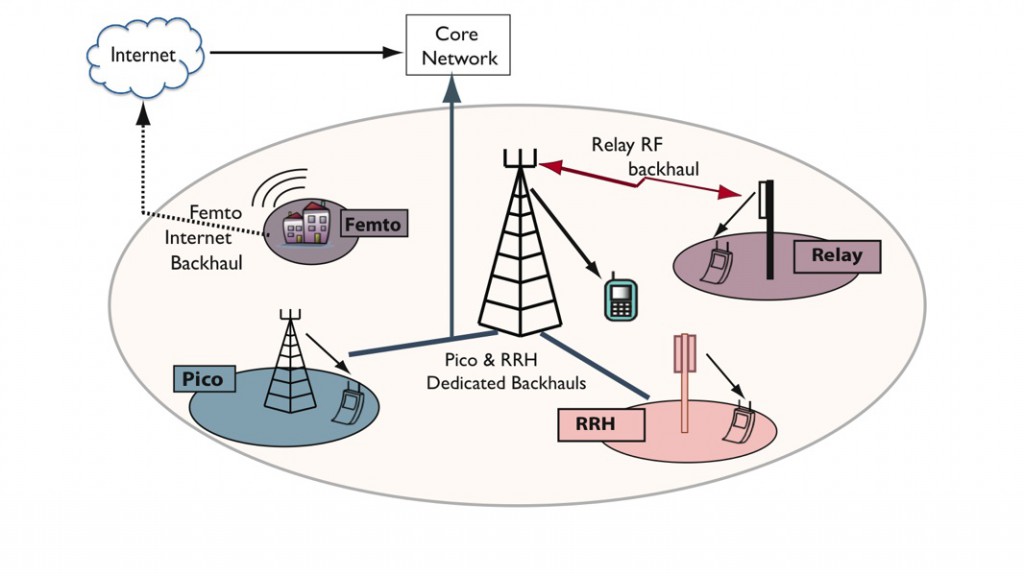 Internet
Core
Network
Relay RF
backhaul
Femto
Internet
Backhaul
Femto
Relay
Pico & RRH
Dedicated Backhauls
Pico
RRH